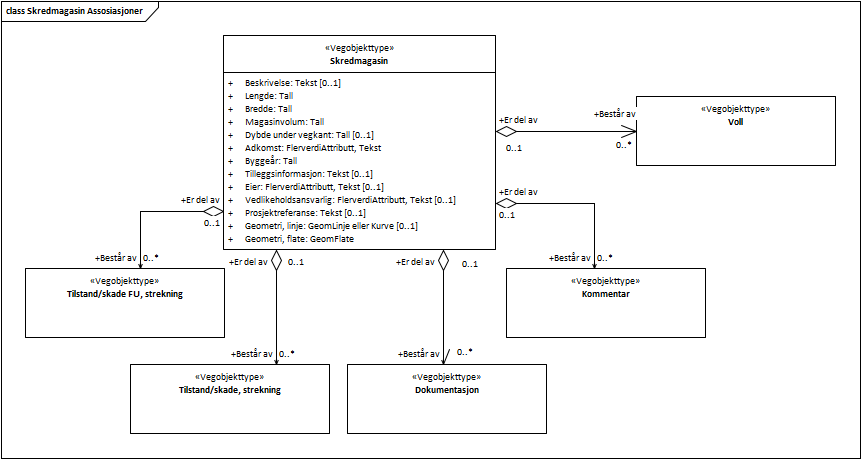 class Skredmagasin Assosiasjoner
«Vegobjekttype»
Skredmagasin
+ Beskrivelse: Tekst [0..1]
+ Lengde: Tall
+ Bredde: Tall
+ Magasinvolum: Tall
+ Dybde under vegkant: Tall [0..1]
+ Adkomst: FlerverdiAttributt, Tekst
+ Byggeår: Tall
+ Tilleggsinformasjon: Tekst [0..1]
+ Eier: FlerverdiAttributt, Tekst [0..1]
+ Vedlikeholdsansvarlig: FlerverdiAttributt, Tekst [0..1]
+ Prosjektreferanse: Tekst [0..1]
+ Geometri, linje: GeomLinje eller Kurve [0..1]
+ Geometri, flate: GeomFlate
+Er del av
0..1
+Består av
0..*
«Vegobjekttype»
Voll
+Er del av
0..1
+Består av
0..*
«Vegobjekttype»
Kommentar
+Er del av
0..1
+Består av
0..*
«Vegobjekttype»
Tilstand/skade FU, strekning
+Er del av
0..1
+Består av
0..*
«Vegobjekttype»
Tilstand/skade, strekning
+Er del av
0..1
+Består av
0..*
«Vegobjekttype»
Dokumentasjon